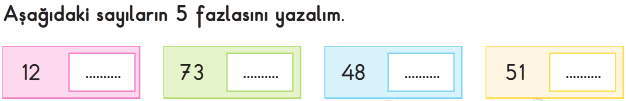 Aşağıdaki sayıların 5 fazlasını yazalım.
12 .......... 73 .......... 48 .......... 51 ..........